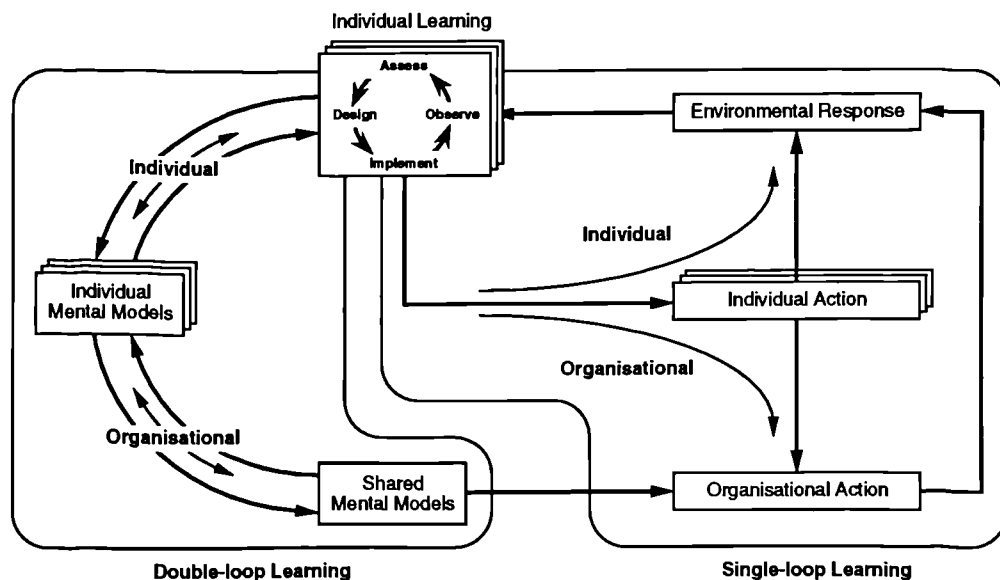 Individual Learning
Assess
Design
Observe
Implement
Environmental Response
Individual
Individual
Individual
Mental Models
Individual Action
Organisational
Organisational
Shared
Mental Models
Organisational Action
Double-loop Learning
Single-loop Learning